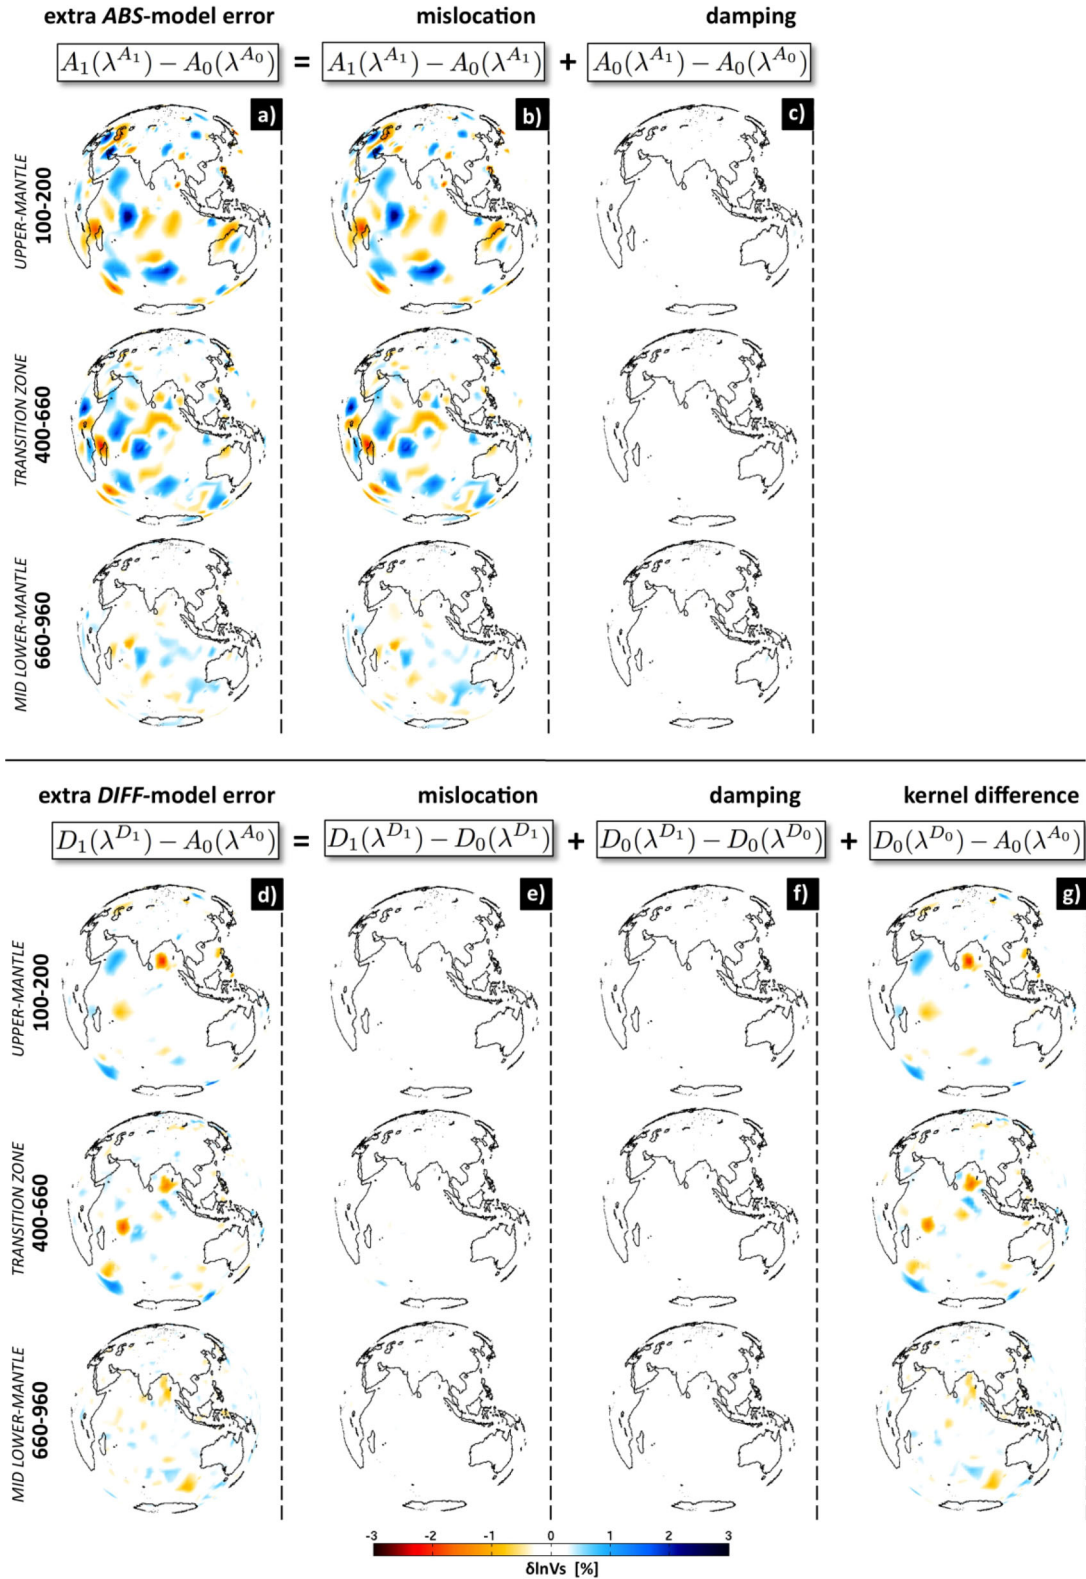 extra ABS-model error mislocation damping
A₁(λ^A₁) − A₀(λ^A₀) = A₁(λ^A₁) − A₀(λ^A₁) + A₀(λ^A₁) − A₀(λ^A₀)
a) b) c)
UPPER-MANTLE
100-200
TRANSITION ZONE
400-660
MID LOWER-MANTLE
660-960
extra DIFF-model error mislocation damping kernel difference
D₁(λ^D₁) − A₀(λ^A₀) = D₁(λ^D₁) − D₀(λ^D₁) + D₀(λ^D₁) − D₀(λ^D₀) + D₀(λ^D₀) − A₀(λ^A₀)
d) e) f) g)
UPPER-MANTLE
100-200
TRANSITION ZONE
400-660
MID LOWER-MANTLE
660-960
-3 -2 -1 0 1 2 3
δlnVs [%]